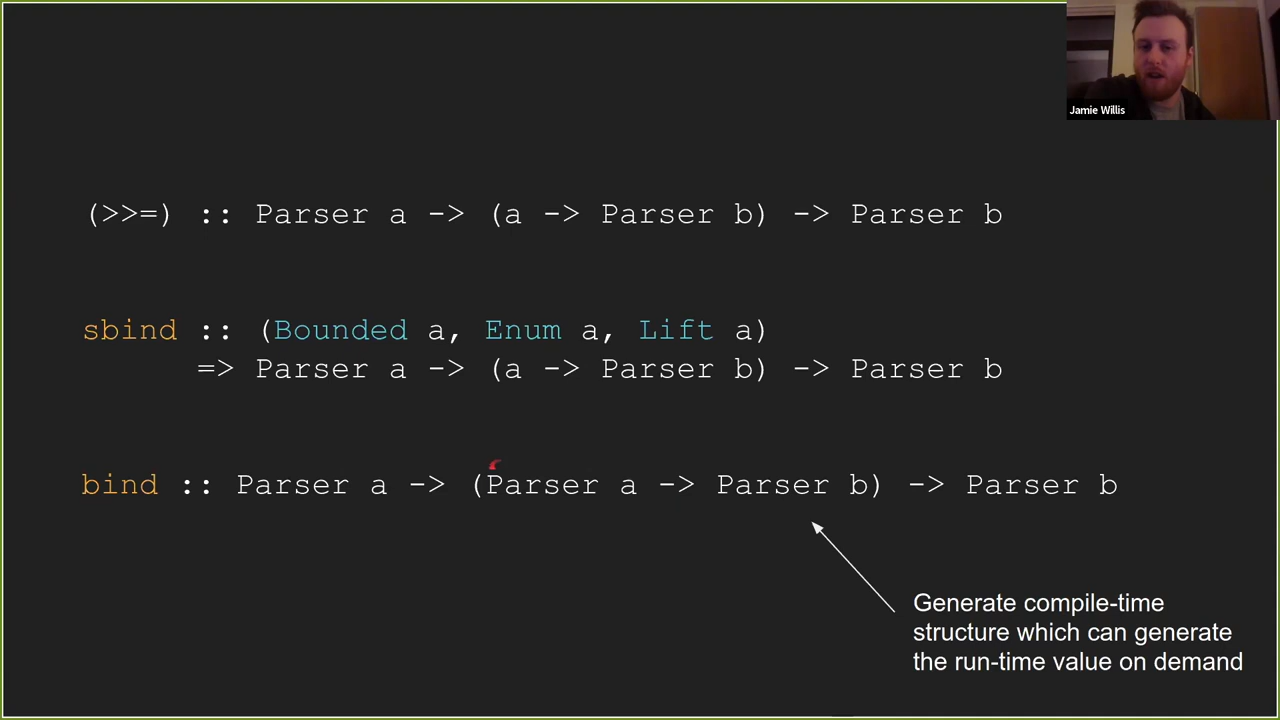 Jamie Willis
(>>=) :: Parser a -> (a -> Parser b) -> Parser b
sbind :: (Bounded a, Enum a, Lift a)
=> Parser a -> (a -> Parser b) -> Parser b
bind :: Parser a -> (Parser a -> Parser b) -> Parser b
Generate compile-time
structure which can generate
the run-time value on demand